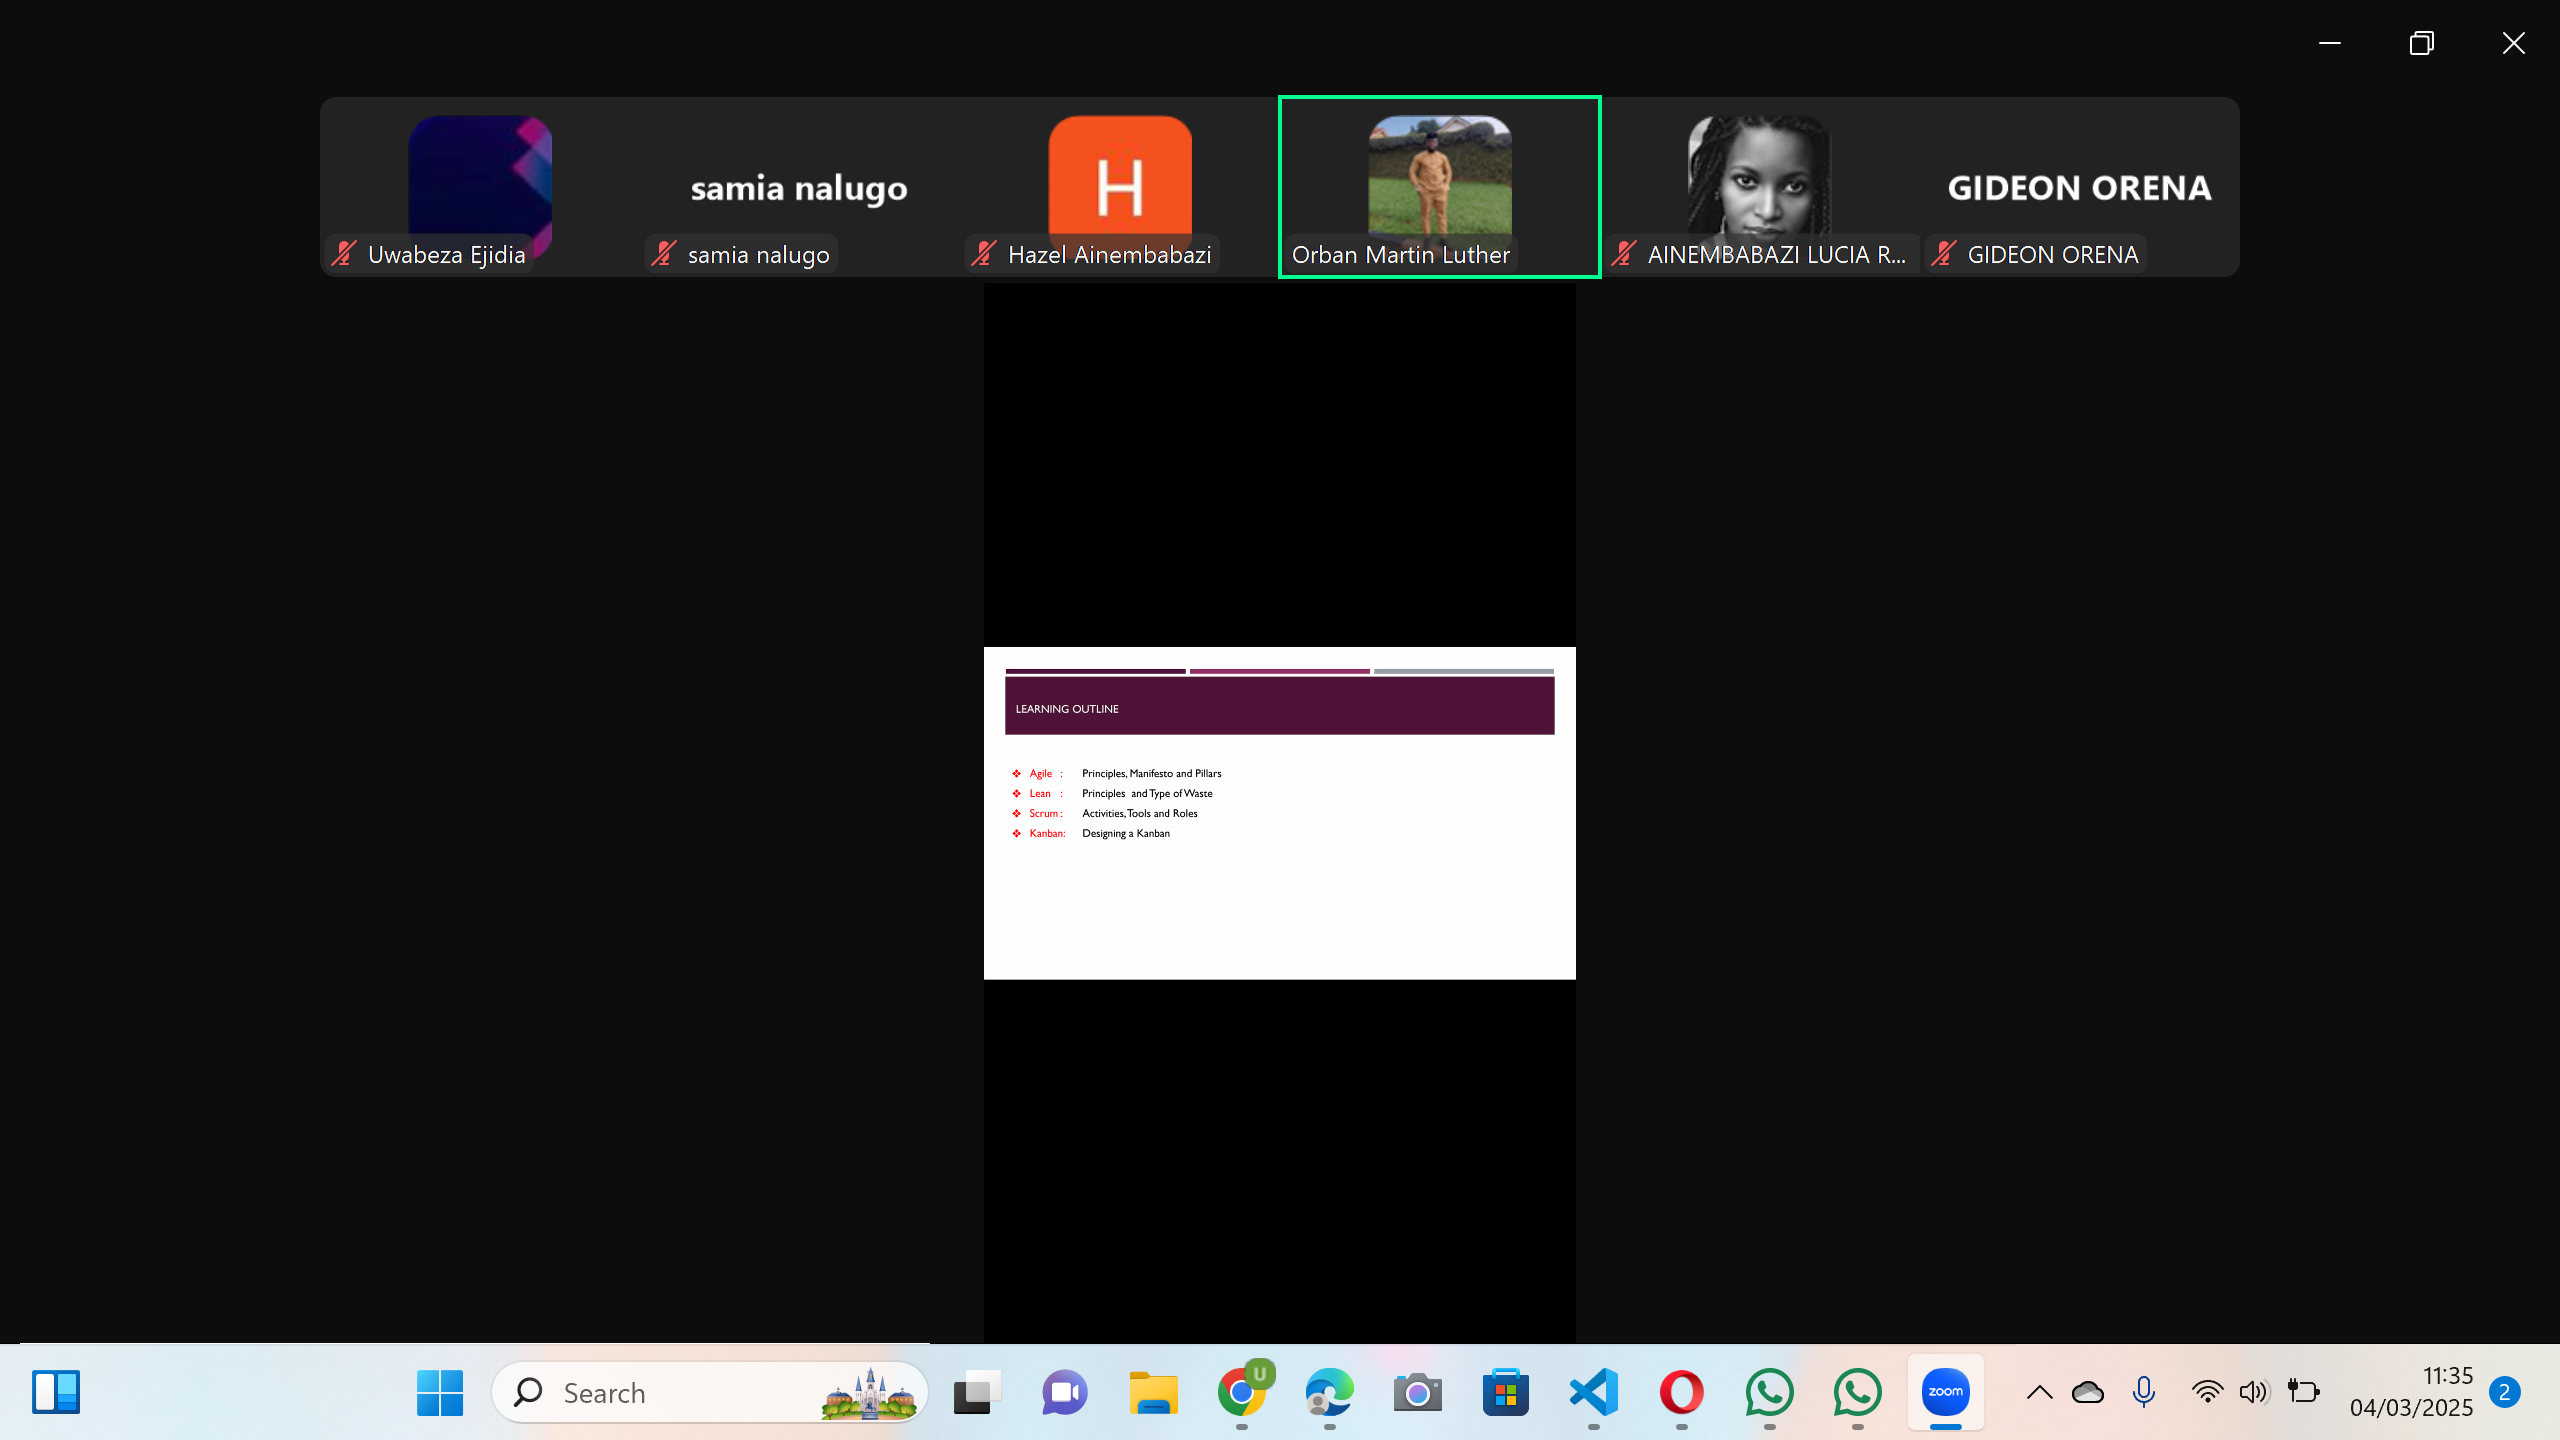 samia nalugo
H
GIDEON ORENA
Uwabeza Ejidia
samia nalugo
Hazel Ainembabazi
Orban Martin Luther
AINEMBABAZI LUCIA R...
GIDEON ORENA
LEARNING OUTLINE
❖ Agile : Principles, Manifesto and Pillars
❖ Lean : Principles and Type of Waste
❖ Scrum : Activities, Tools and Roles
❖ Kanban: Designing a Kanban
Search
U
zoom
11:35
04/03/2025
2